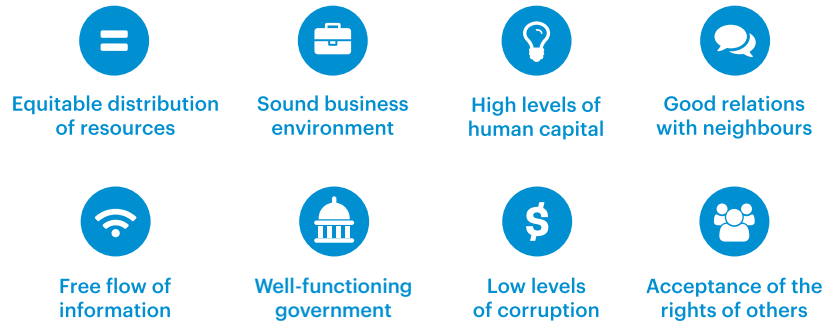 Equitable distribution
of resources
Sound business
environment
High levels of
human capital
Good relations
with neighbours
Free flow of
information
Well-functioning
government
$
Low levels
of corruption
Acceptance of the
rights of others